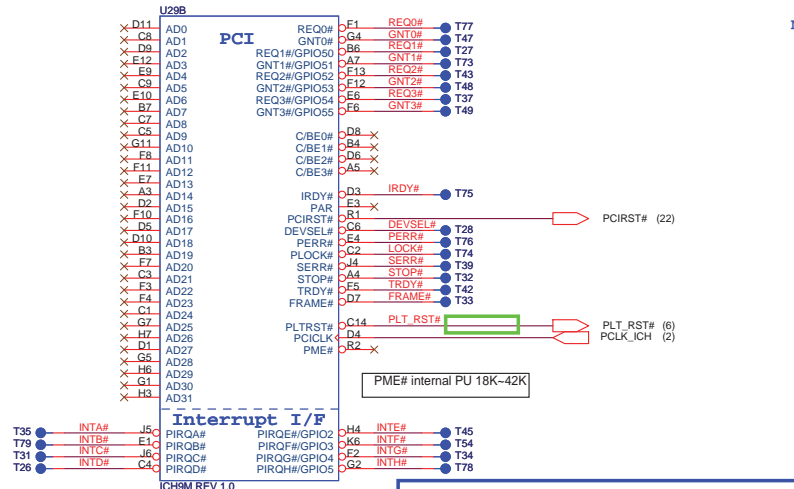 U29B
PCI
D11 AD0 REQ0# F1 REQ0# T77
C8 AD1 GNT0# G4 GNT0# T47
D9 AD2 REQ1#/GPIO50 B6 REQ1# T27
E12 AD3 GNT1#/GPIO51 A7 GNT1# T73
E9 AD4 REQ2#/GPIO52 F13 REQ2# T43
C9 AD5 GNT2#/GPIO53 F12 GNT2# T48
E10 AD6 REQ3#/GPIO54 E6 REQ3# T37
B7 AD7 GNT3#/GPIO55 F6 GNT3# T49
C7 AD8
C5 AD9 C/BE0# D8
G11 AD10 C/BE1# B4
F8 AD11 C/BE2# D6
F11 AD12 C/BE3# A5
E7 AD13
A3 AD14 IRDY# D3 IRDY# T75
D2 AD15 PAR E3
F10 AD16 PCIRST# R1 PCIRST# (22)
D5 AD17 DEVSEL# C6 DEVSEL# T28
D10 AD18 PERR# E4 PERR# T76
B3 AD19 PLOCK# C2 LOCK# T74
F7 AD20 SERR# J4 SERR# T39
C3 AD21 STOP# A4 STOP# T32
F3 AD22 TRDY# F5 TRDY# T42
F4 AD23 FRAME# D7 FRAME# T33
C1 AD24
G7 AD25 PLTRST# C14 PLT_RST# PLT_RST# (6)
H7 AD26 PCICLK D4 PCLK_ICH (2)
D1 AD27 PME# R2
G5 AD28
H6 AD29
G1 AD30
H3 AD31
PME# internal PU 18K~42K
Interrupt I/F
T35 INTA# J5 PIRQA# PIRQE#/GPIO2 H4 INTE# T45
T79 INTB# E1 PIRQB# PIRQF#/GPIO3 K6 INTF# T54
T31 INTC# J6 PIRQC# PIRQG#/GPIO4 F2 INTG# T34
T26 INTD# C4 PIRQD# PIRQH#/GPIO5 G2 INTH# T78
ICH9M REV 1.0